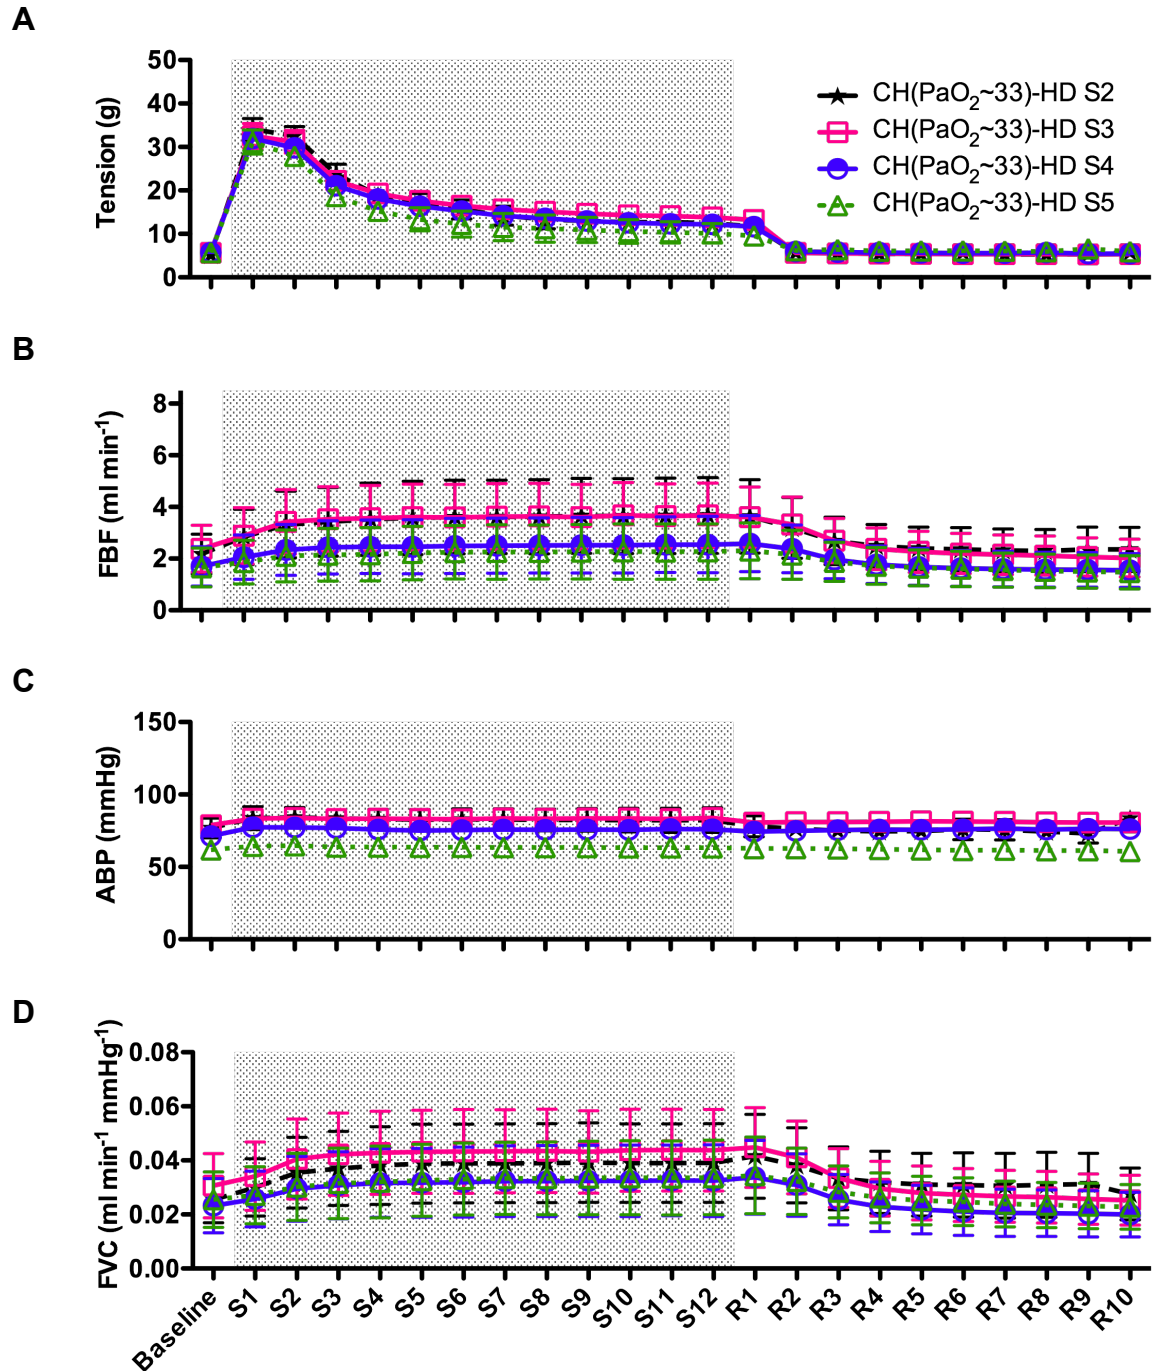 A
Tension (g)
50
40
30
20
10
0
CH(PaO₂~33)-HD S2
CH(PaO₂~33)-HD S3
CH(PaO₂~33)-HD S4
CH(PaO₂~33)-HD S5
B
FBF (ml min⁻¹)
8
6
4
2
0
C
ABP (mmHg)
150
100
50
0
D
FVC (ml min⁻¹ mmHg⁻¹)
0.08
0.06
0.04
0.02
0.00
Baseline
S1
S2
S3
S4
S5
S6
S7
S8
S9
S10
S11
S12
R1
R2
R3
R4
R5
R6
R7
R8
R9
R10